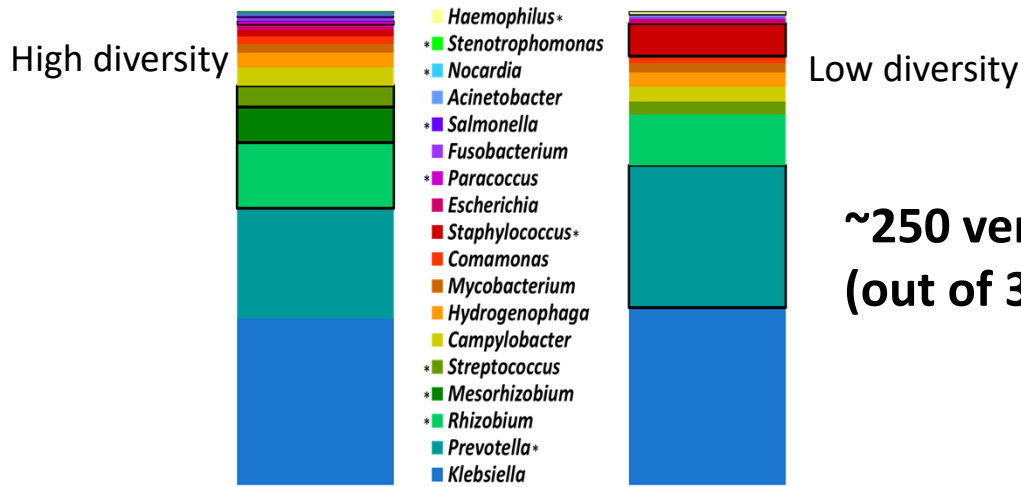 High diversity
Haemophilus*
*Stenotrophomonas
*Nocardia
Acinetobacter
*Salmonella
Fusobacterium
*Paracoccus
Escherichia
Staphylococcus*
Comamonas
Mycobacterium
Hydrogenophaga
Campylobacter
*Streptococcus
*Mesorhizobium
*Rhizobium
Prevotella*
Klebsiella
Low diversity
~250
(out of